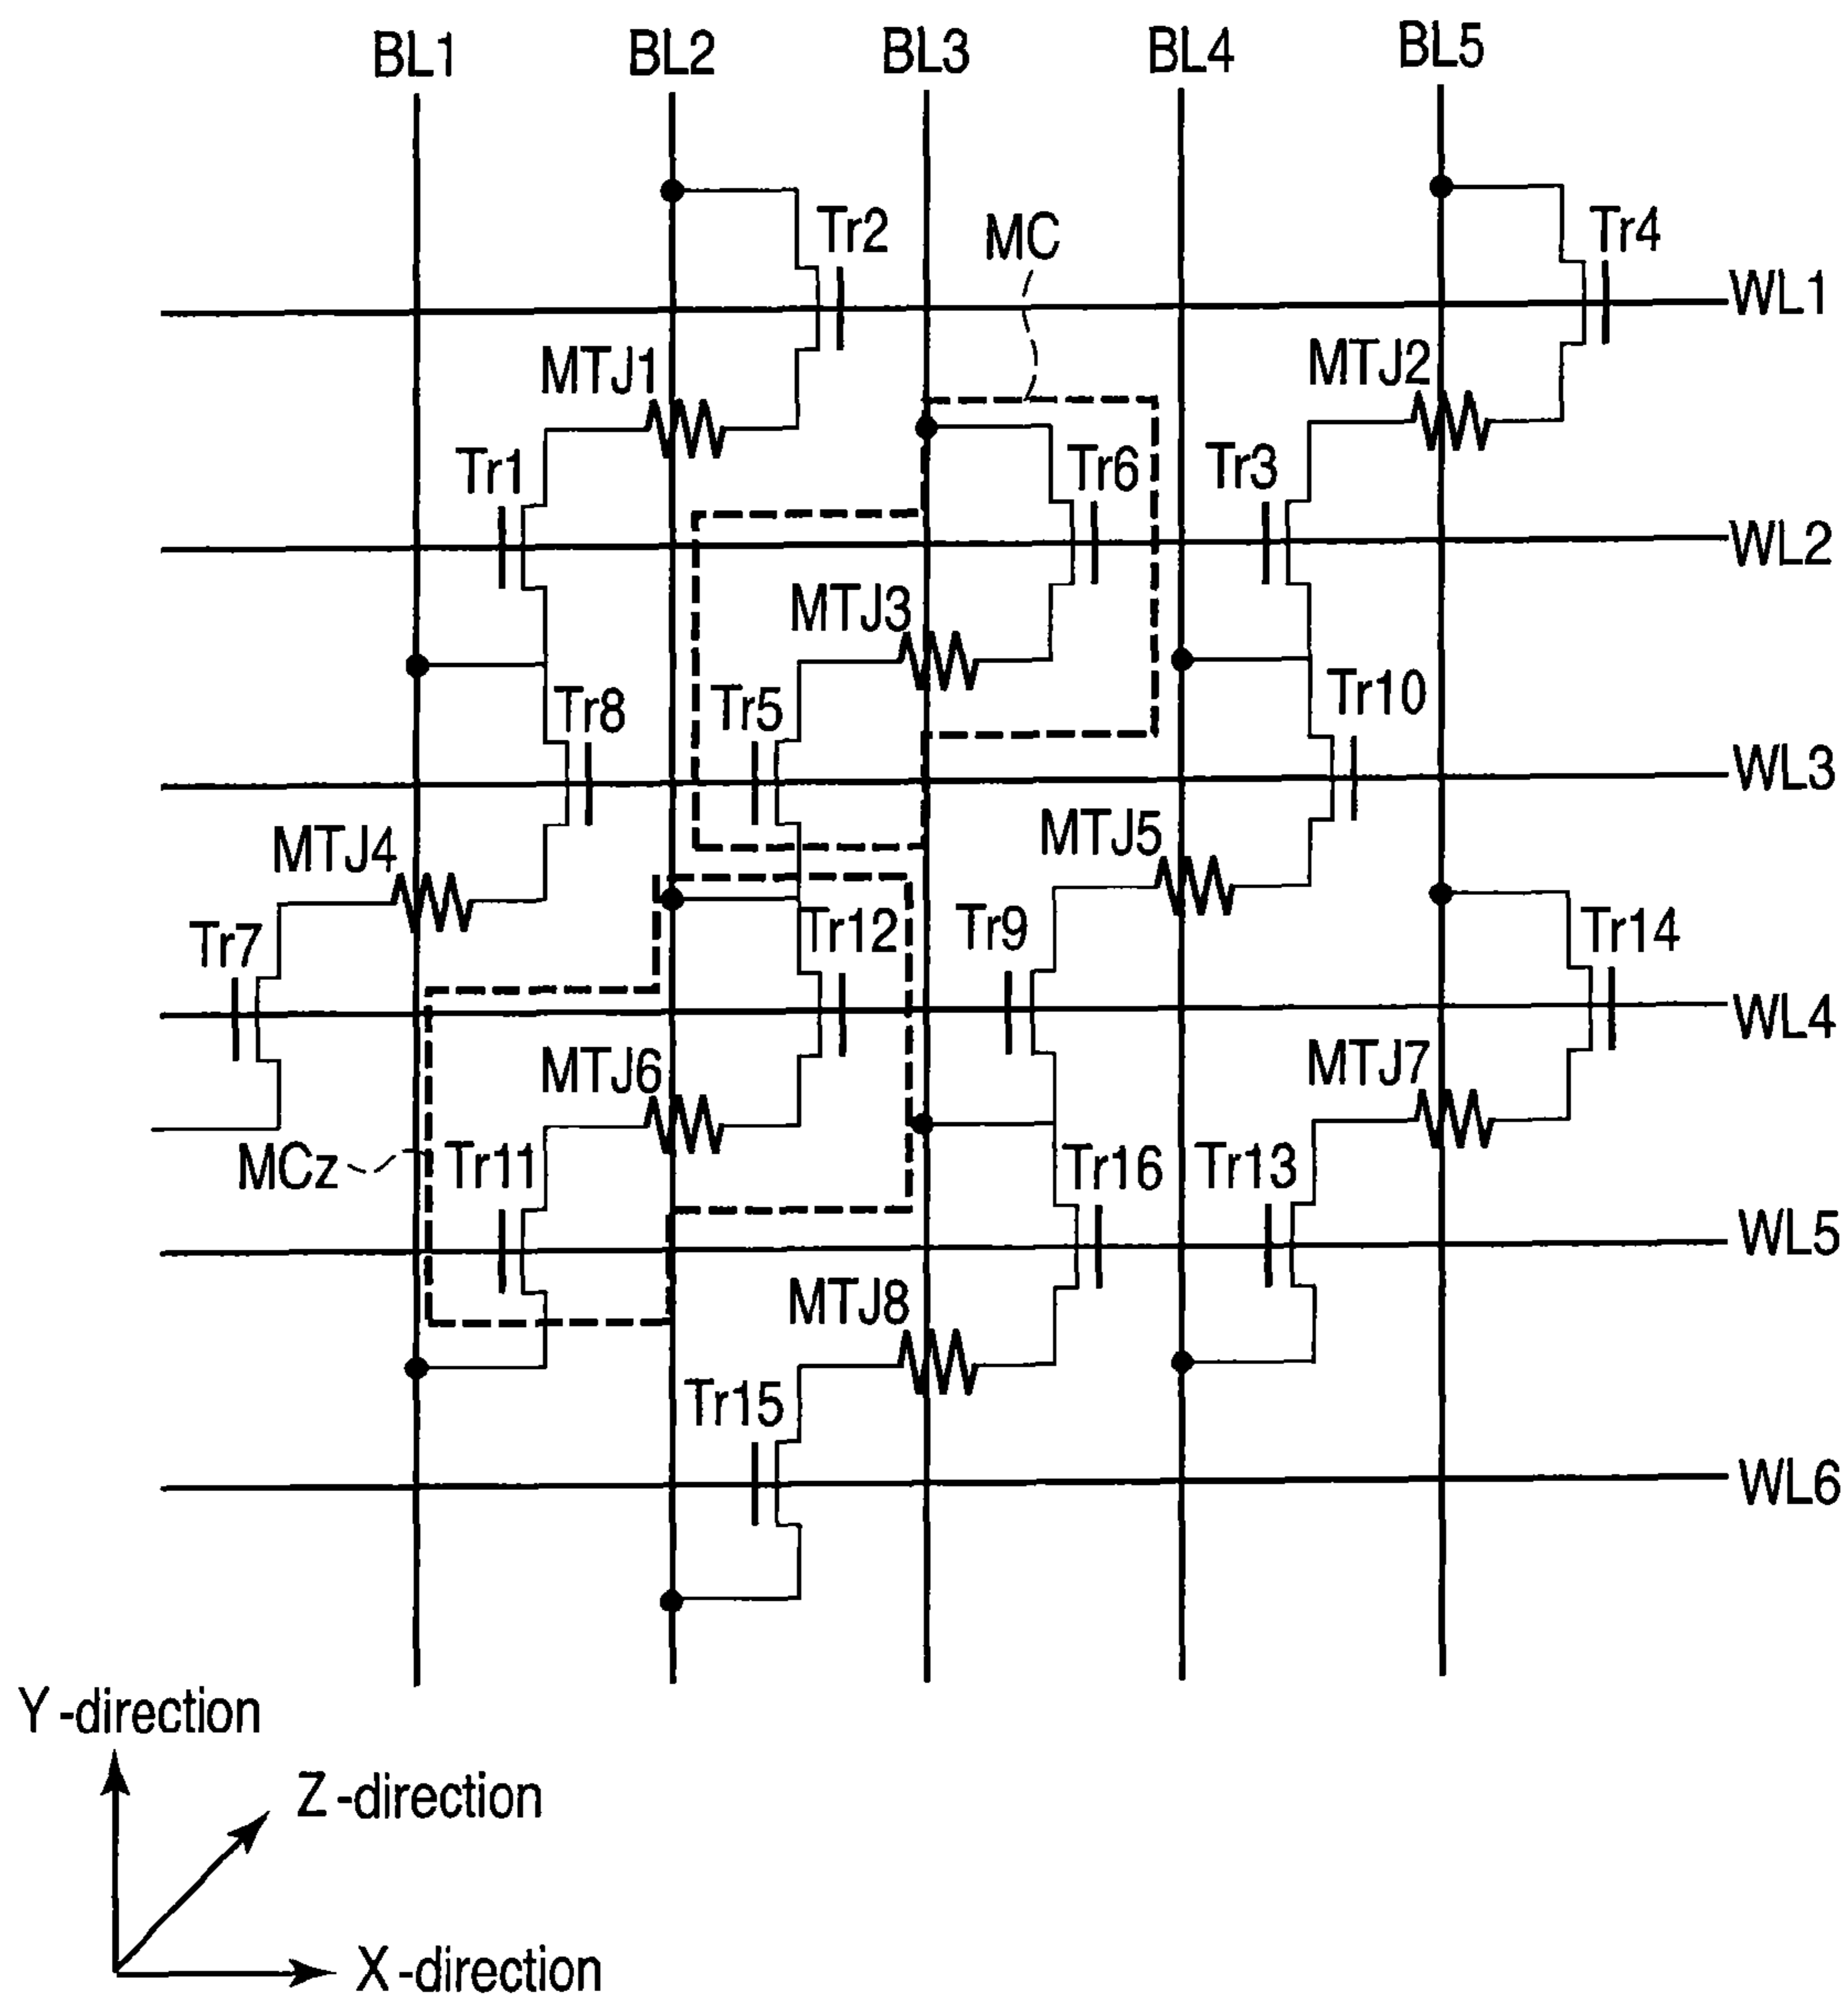 BL1 BL2 BL3 BL4 BL5
Tr2 MC Tr4
WL1
MTJ1 MTJ2
Tr1 Tr6 Tr3
WL2
MTJ3
Tr8 Tr5 Tr10
WL3
MTJ4 MTJ5
Tr7 Tr12 Tr9 Tr14
WL4
MTJ6 MTJ7
MCz Tr11 Tr16 Tr13
WL5
MTJ8
Tr15
WL6
Y-direction
Z-direction
X-direction